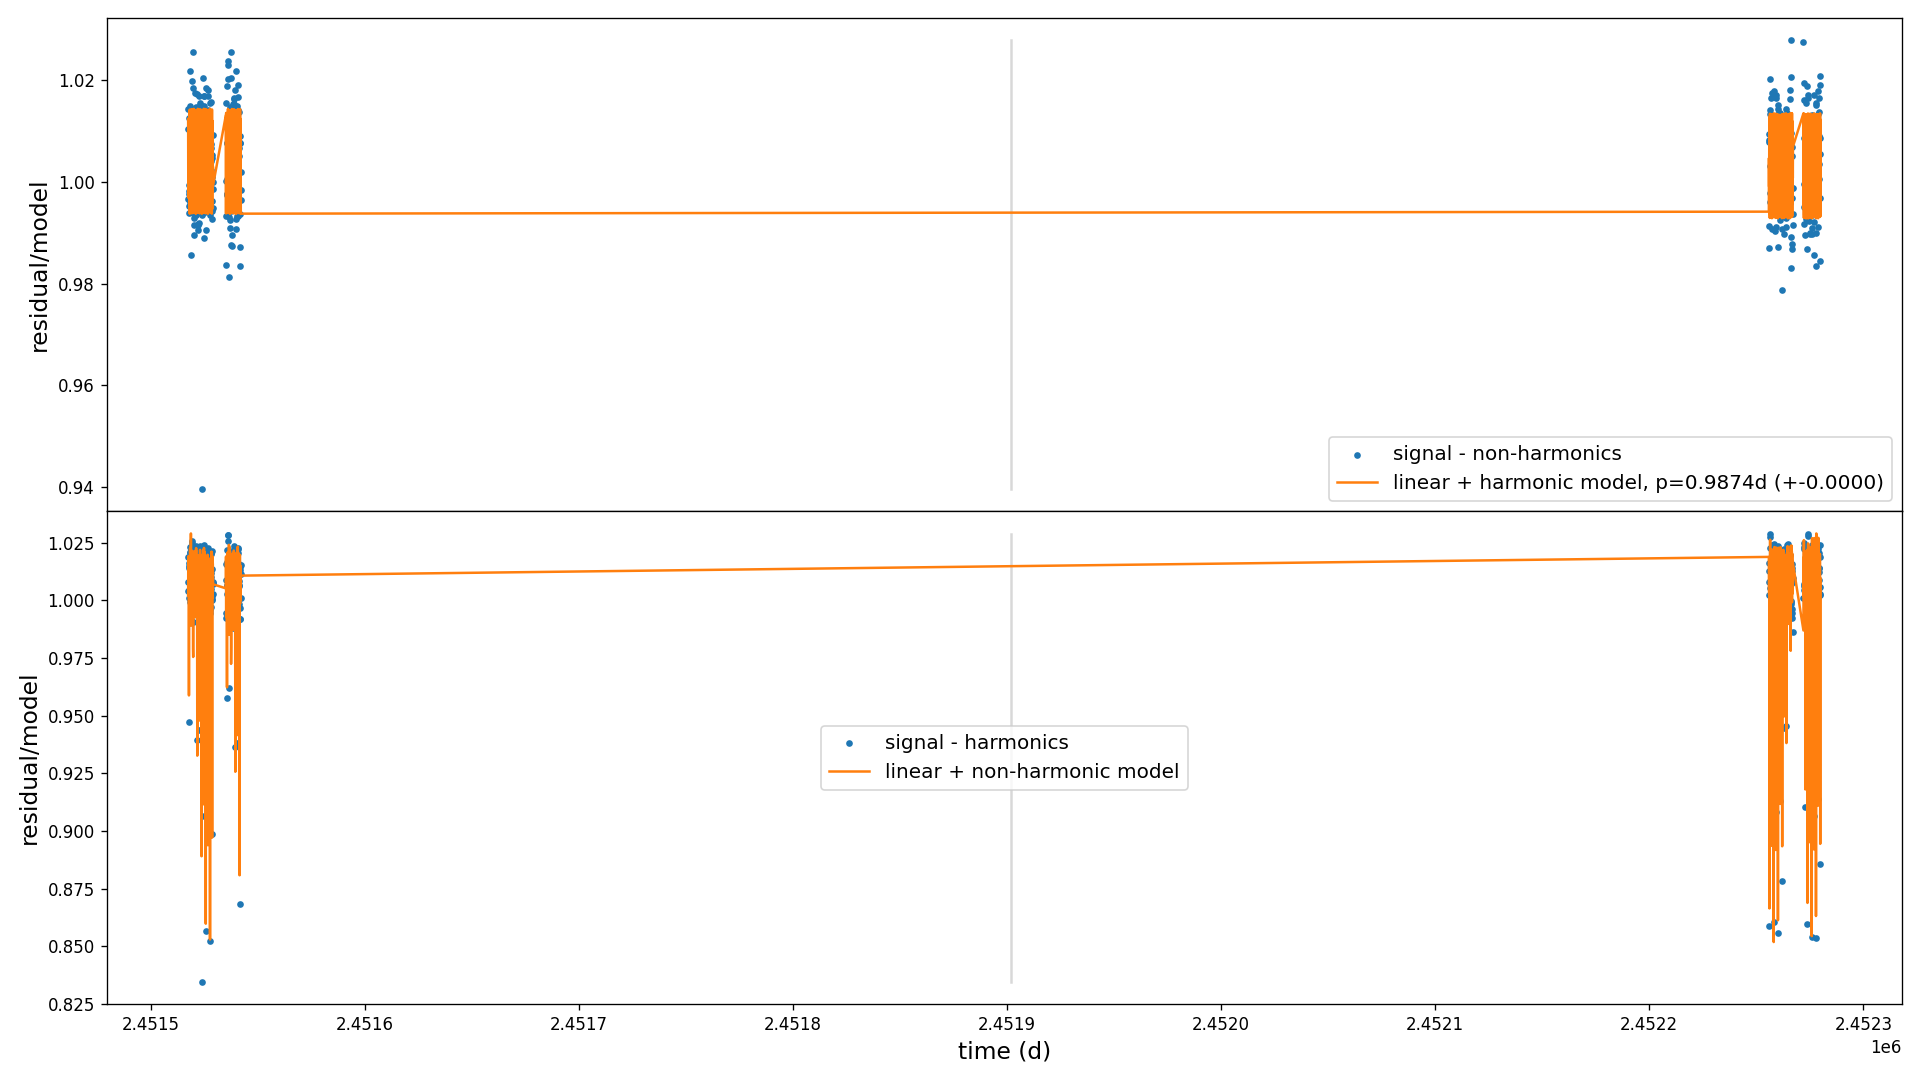 1.02
1.00
0.98
0.96
0.94
residual/model
signal - non-harmonics
linear + harmonic model, p=0.9874d (+-0.0000)
1.025
1.000
0.975
0.950
0.925
0.900
0.875
0.850
0.825
residual/model
signal - harmonics
linear + non-harmonic model
2.4515 2.4516 2.4517 2.4518 2.4519 2.4520 2.4521 2.4522 2.4523
time (d)
1e6